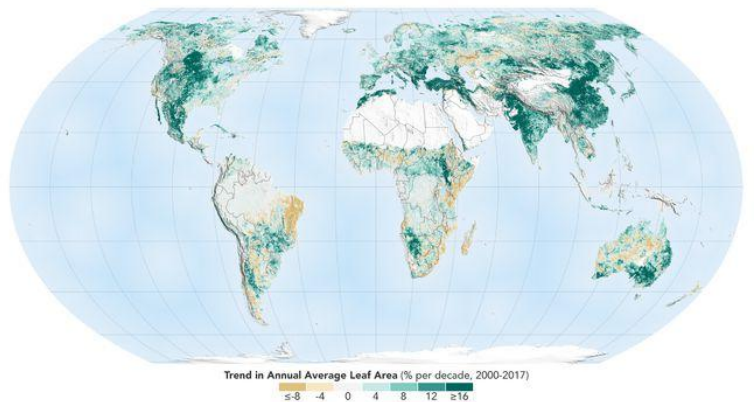 Trend in Annual Average Leaf Area (% per decade, 2000-2017)
≤-8 -4 0 4 8 12 ≥16